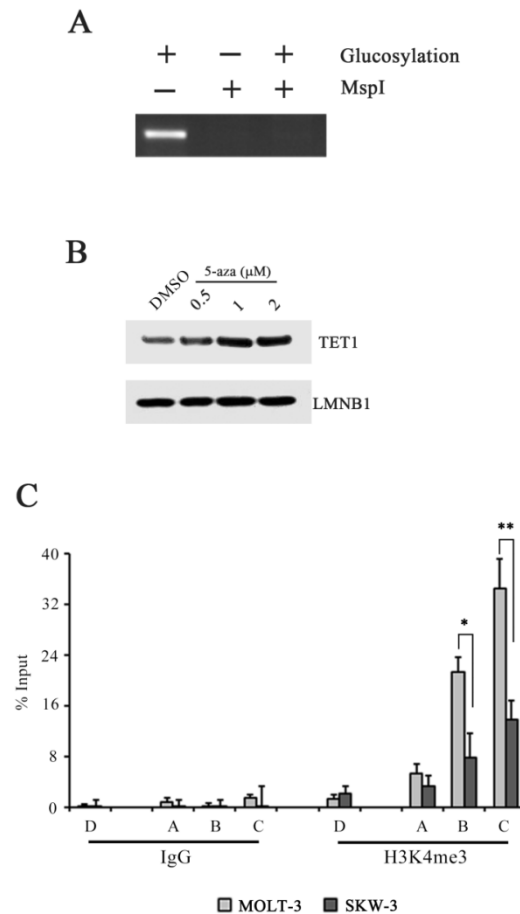 A
+ − + Glucosylation
− + + MspI
B
5-aza (μM)
DMSO 0.5 1 2
TET1
LMNB1
C
% Input
40
32
24
16
8
0
* **
D A B C D A B C
IgG H3K4me3
MOLT-3 SKW-3